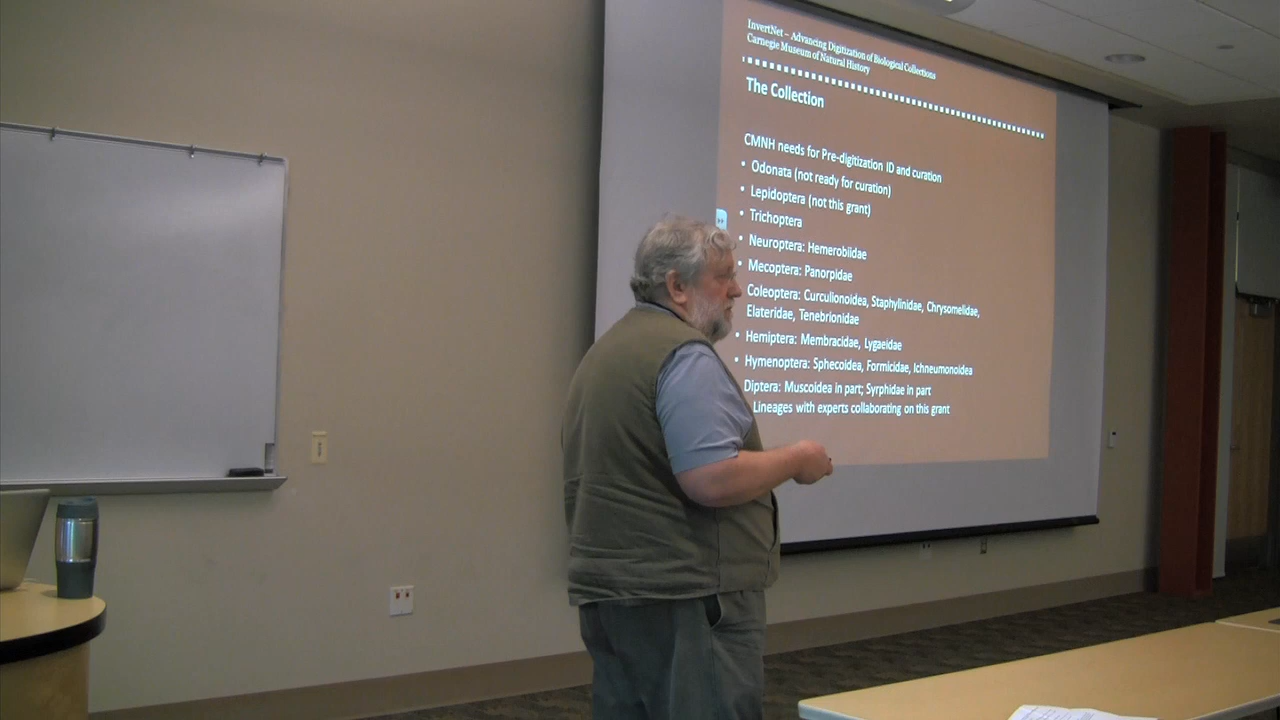 InvertNet – Advancing Digitization of Biological Collections
Carnegie Museum of Natural History
The Collection
CMNH needs for Pre-digitization ID and curation
• Odonata (not ready for curation)
• Lepidoptera (not this grant)
• Trichoptera
• Neuroptera: Hemerobiidae
• Mecoptera: Panorpidae
Coleoptera: Curculionoidea, Staphylinidae, Chrysomelidae,
Elateridae, Tenebrionidae
• Hemiptera: Membracidae, Lygaeidae
• Hymenoptera: Sphecoidea, Formicidae, Ichneumonoidea
Diptera: Muscoidea in part; Syrphidae in part
Lineages with experts collaborating on this grant